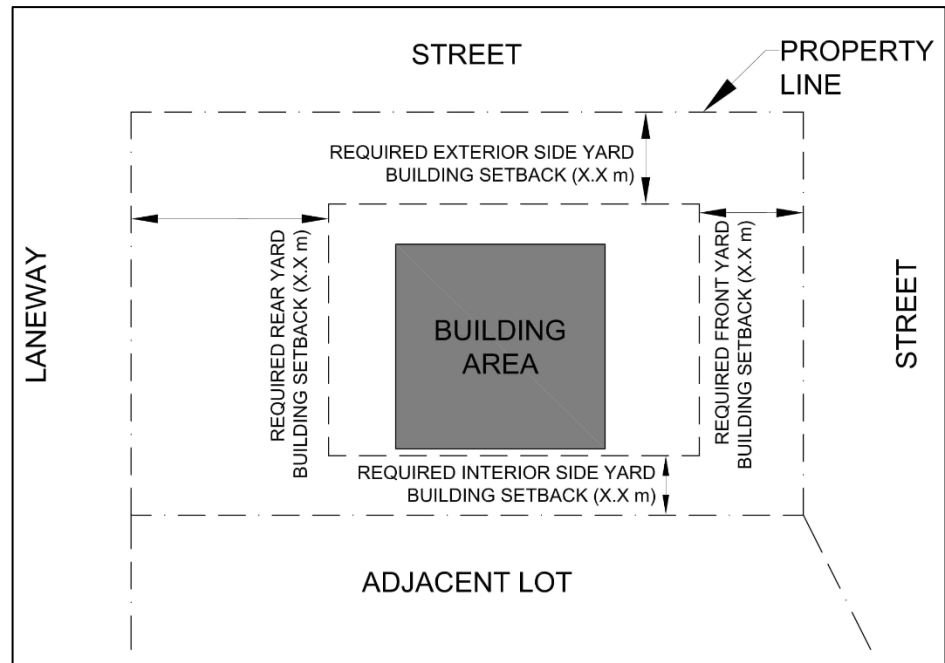 STREET
PROPERTY
LINE
REQUIRED EXTERIOR SIDE YARD
BUILDING SETBACK (X.X m)
LANEWAY
REQUIRED REAR YARD
BUILDING SETBACK (X.X m)
BUILDING
AREA
REQUIRED FRONT YARD
BUILDING SETBACK (X.X m)
STREET
REQUIRED INTERIOR SIDE YARD
BUILDING SETBACK (X.X m)
ADJACENT LOT